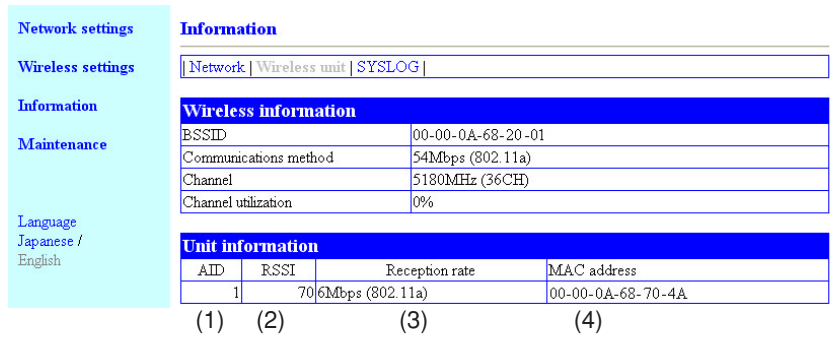 Network settings
Wireless settings
Information
Maintenance
Language
Japanese /
English
Information
| Network | Wireless unit | SYSLOG |
Wireless information
BSSID 00-00-0A-68-20-01
Communications method 54Mbps (802.11a)
Channel 5180MHz (36CH)
Channel utilization 0%
Unit information
AID RSSI Reception rate MAC address
1 70 6Mbps (802.11a) 00-00-0A-68-70-4A
(1) (2) (3) (4)